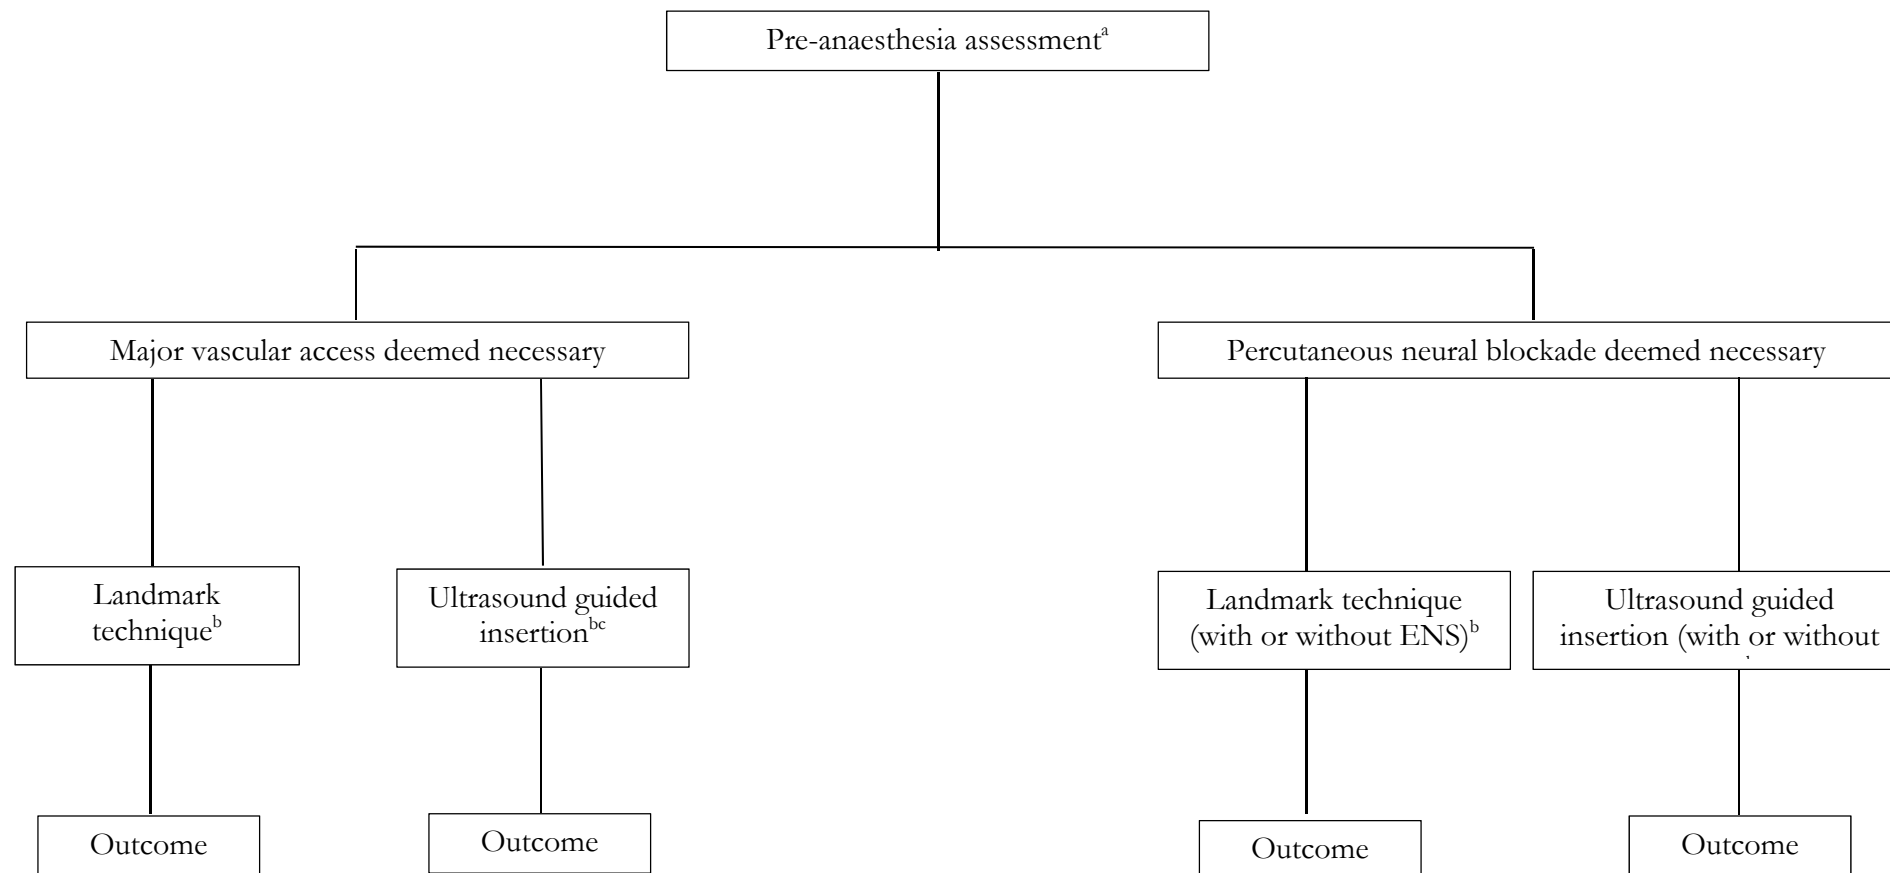 Pre-anaesthesia assessmentᵃ
Major vascular access deemed necessary
Percutaneous neural blockade deemed necessary
Landmark
techniqueᵇ
Ultrasound guided
insertionᵇᶜ
Landmark technique
(with or without ENS)ᵇ
Ultrasound guided
insertion (with or without
Outcome
Outcome
Outcome
Outcome